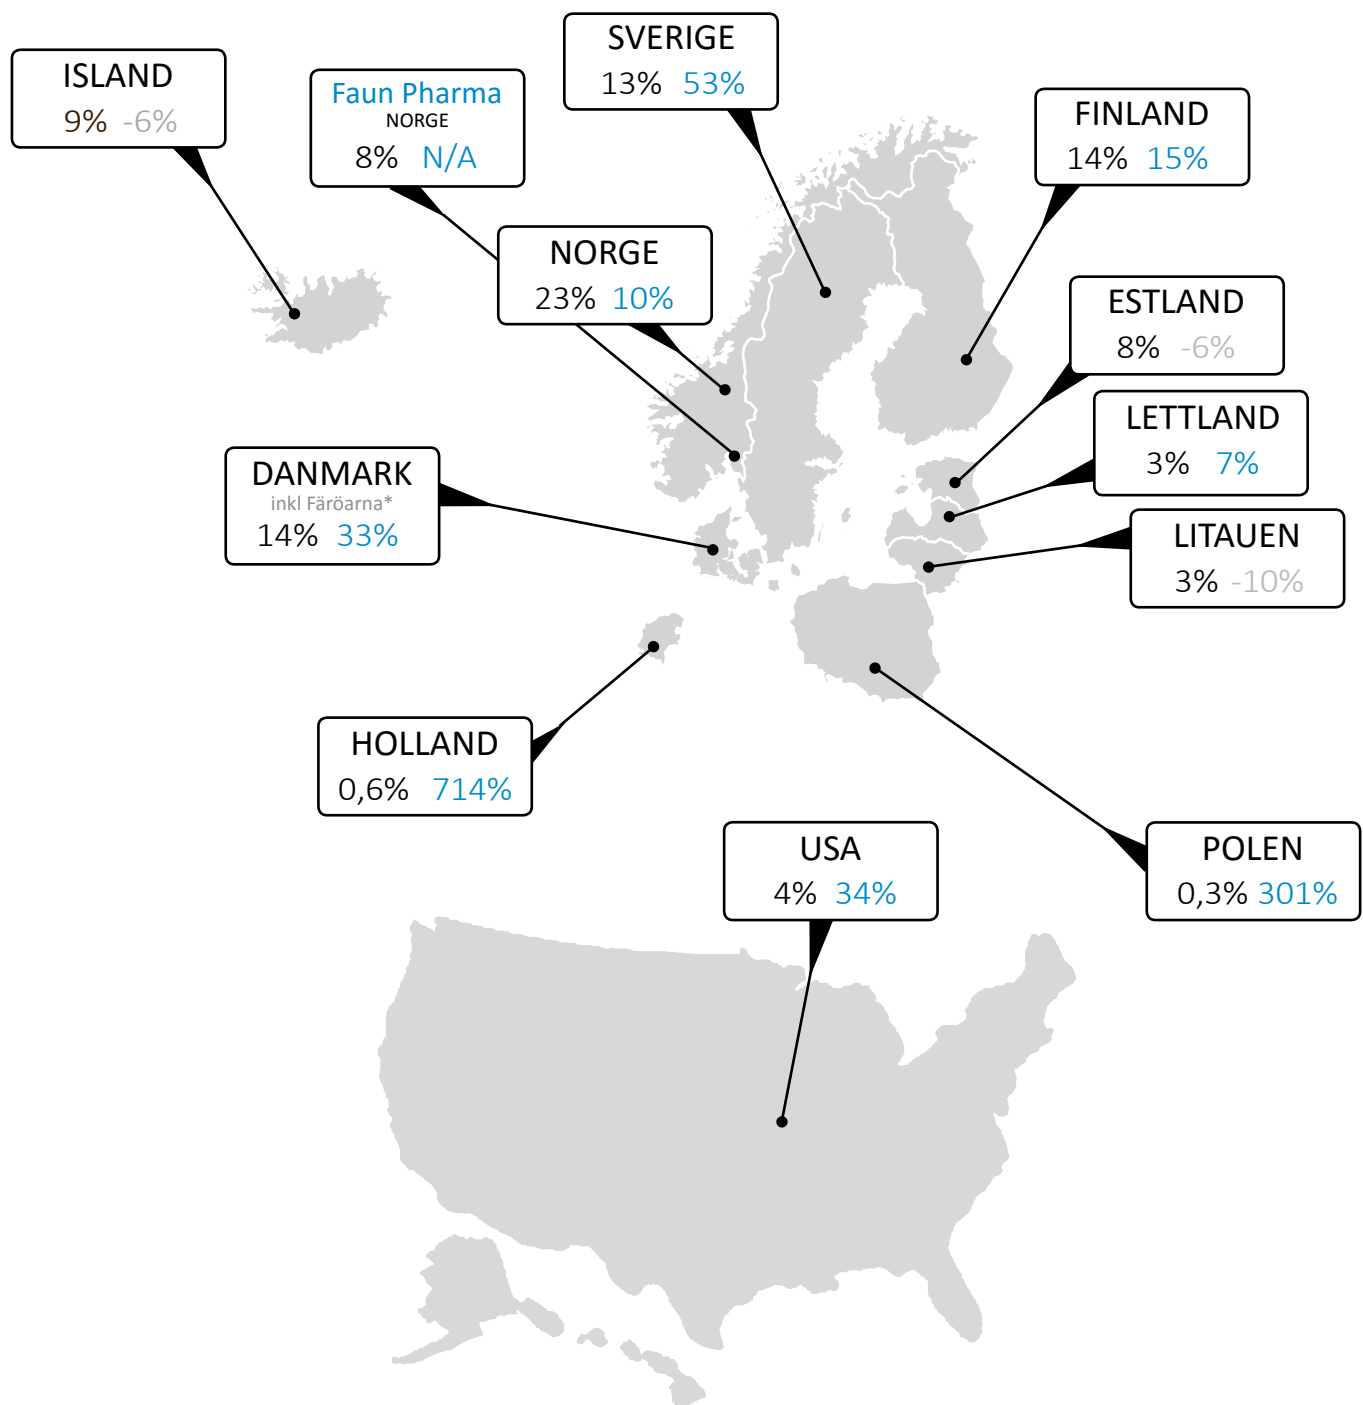 SVERIGE
13% 53%
ISLAND
9% -6%
Faun Pharma
NORGE
8% N/A
FINLAND
14% 15%
NORGE
23% 10%
ESTLAND
8% -6%
LETTLAND
3% 7%
DANMARK
inkl Färöarna*
14% 33%
LITAUEN
3% -10%
HOLLAND
0,6% 714%
USA
4% 34%
POLEN
0,3% 301%